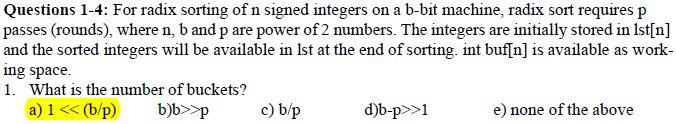 Questions 1-4: For radix sorting of n signed integers on a b-bit machine, radix sort requires p
passes (rounds), where n, b and p are power of 2 numbers. The integers are initially stored in lst[n]
and the sorted integers will be available in lst at the end of sorting. int buf[n] is available as work-
ing space.
1. What is the number of buckets?
a) 1 << (b/p) b)b>>p c) b/p d)b-p>>1 e) none of the above